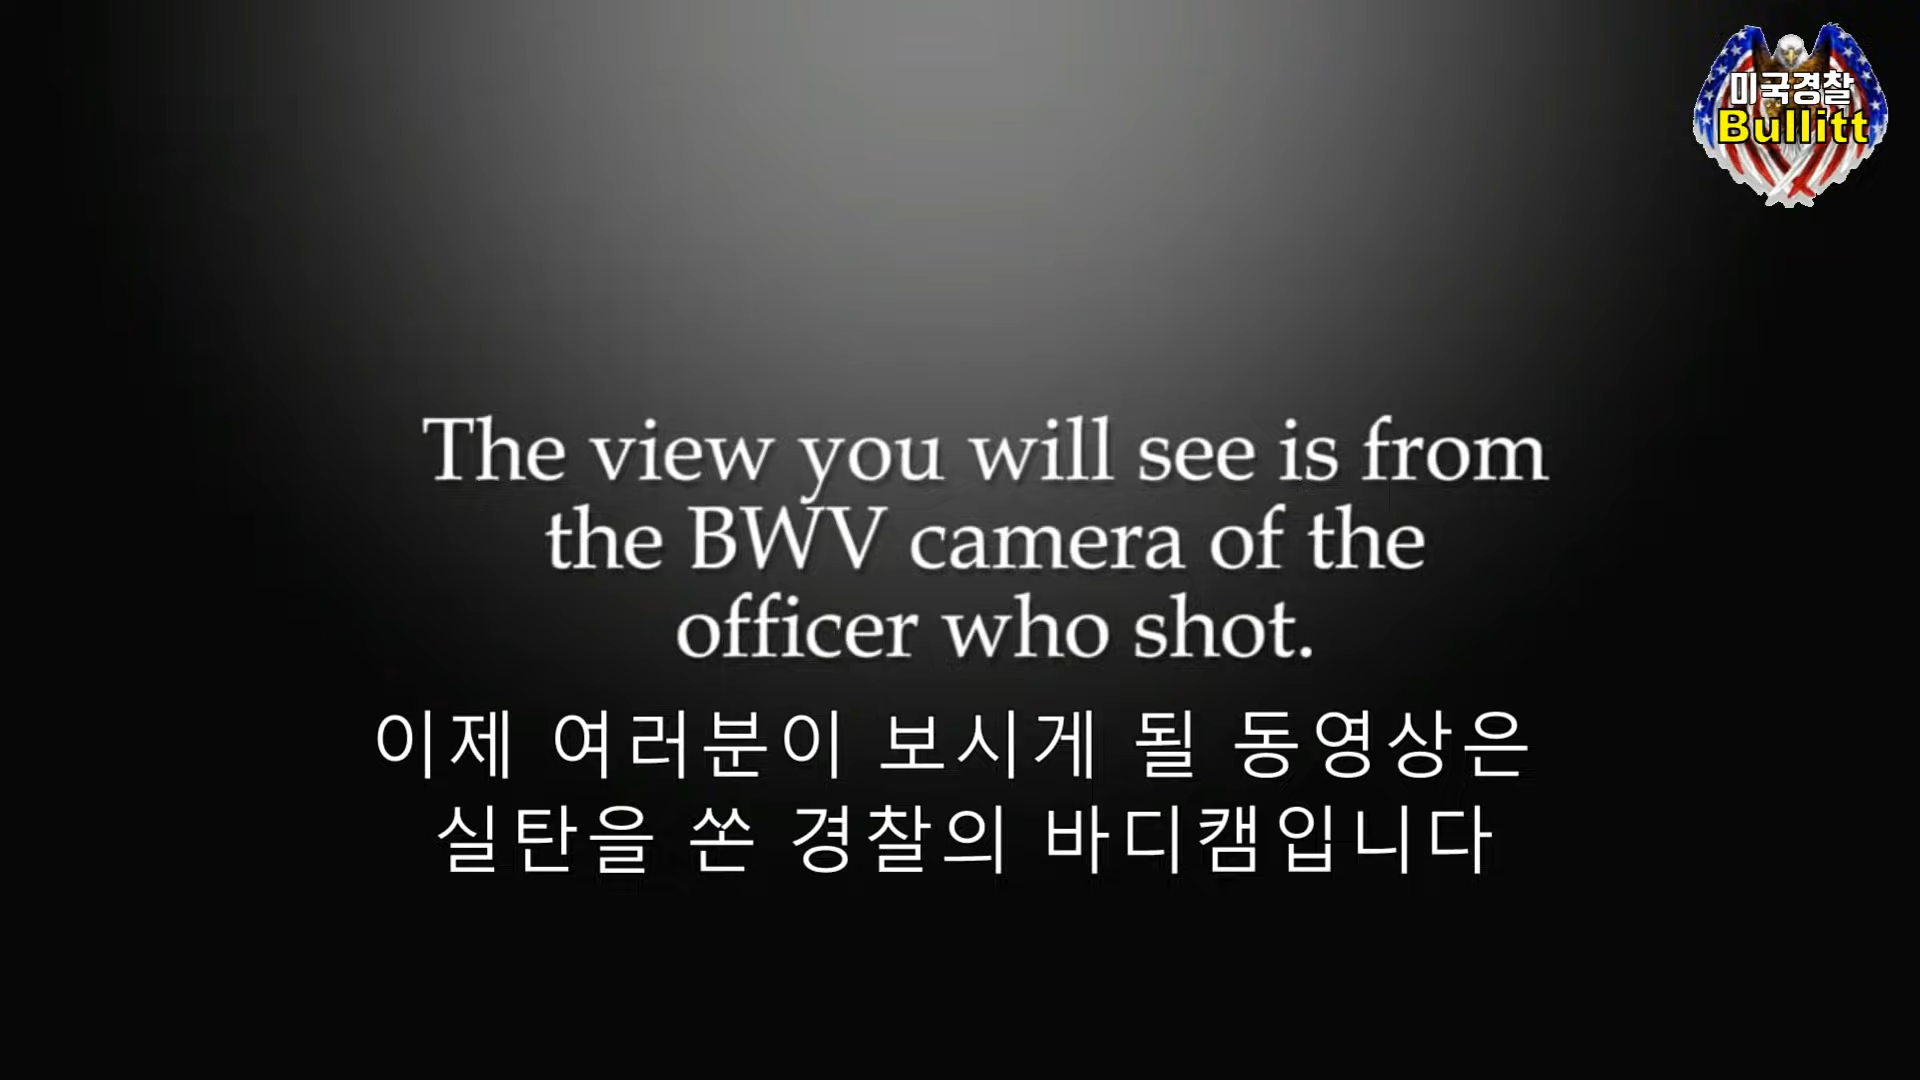 미국경찰
Bullitt
The view you will see is from
the BWV camera of the
officer who shot.
이제 여러분이 보시게 될 동영상은
실탄을 쏜 경찰의 바디캠입니다